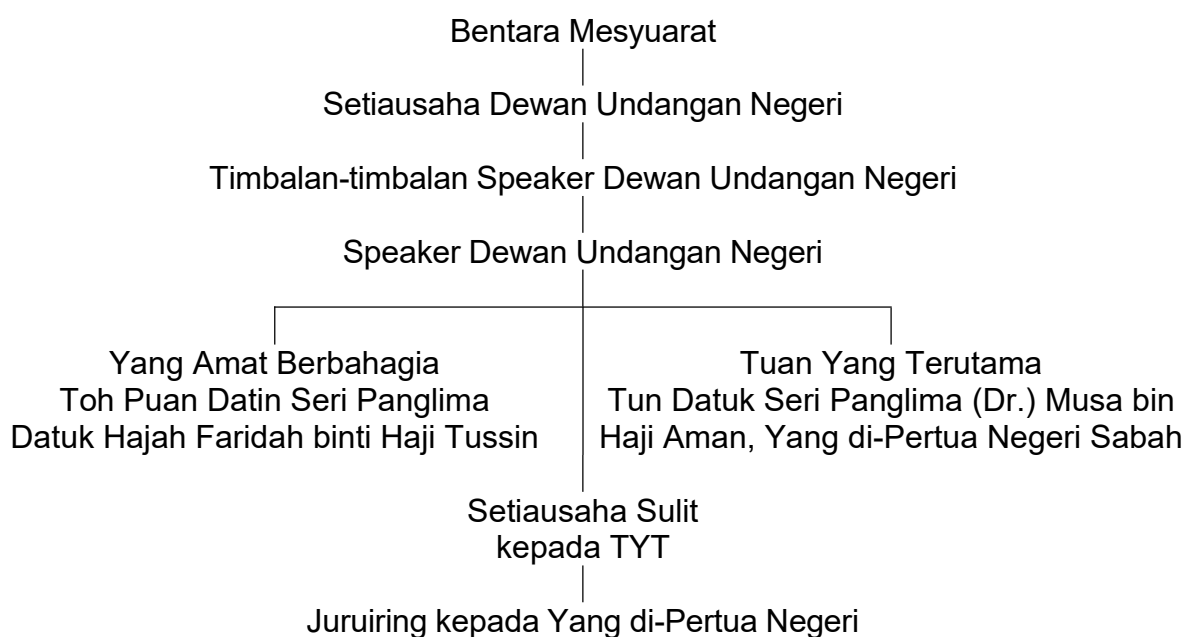 Bentara Mesyuarat
Setiausaha Dewan Undangan Negeri
Timbalan-timbalan Speaker Dewan Undangan Negeri
Speaker Dewan Undangan Negeri
Yang Amat Berbahagia
Toh Puan Datin Seri Panglima
Datuk Hajah Faridah binti Haji Tussin
Tuan Yang Terutama
Tun Datuk Seri Panglima (Dr.) Musa bin
Haji Aman, Yang di-Pertua Negeri Sabah
Setiausaha Sulit
kepada TYT
Juruiring kepada Yang di-Pertua Negeri